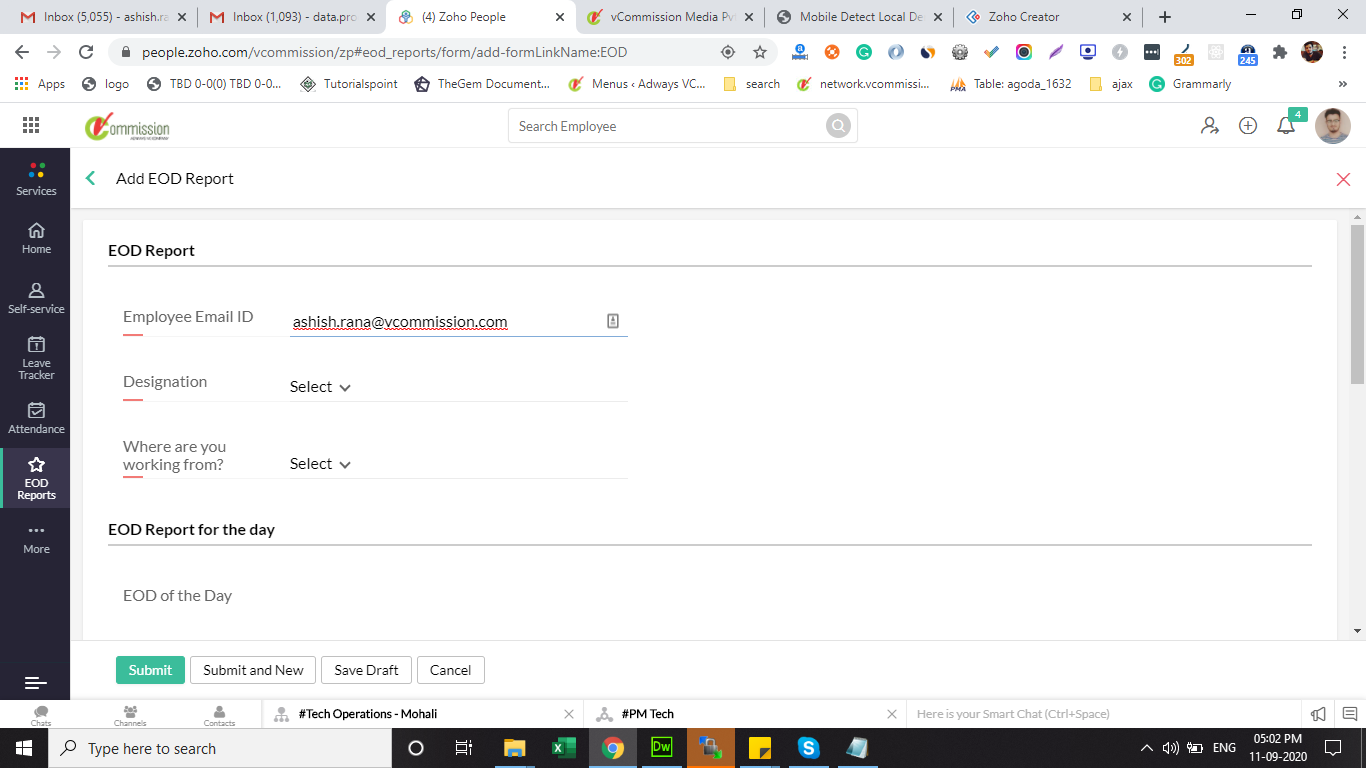 Inbox (5,055) - ashish.ra
Inbox (1,093) - data.pro
(4) Zoho People
vCommission Media Pv
Mobile Detect Local De
Zoho Creator
people.zoho.com/vcommission/zp#eod_reports/form/add-formLinkName:EOD
302
245
Apps
logo
TBD 0-0(0) TBD 0-0...
Tutorialspoint
TheGem Document...
Menus ‹ Adways VC...
search
network.vcommissi...
PMA
Table: agoda_1632
ajax
Grammarly
»
Commission
Search Employee
4
Services
Home
Self-service
Leave
Tracker
Attendance
EOD
Reports
More
Add EOD Report
EOD Report
Employee Email ID
ashish.rana@vcommission.com
Designation
Select
Where are you
working from?
Select
EOD Report for the day
EOD of the Day
Submit
Submit and New
Save Draft
Cancel
Chats
Channels
Contacts
#Tech Operations - Mohali
#PM Tech
Here is your Smart Chat (Ctrl+Space)
Type here to search
Dw
ENG
05:02 PM
11-09-2020